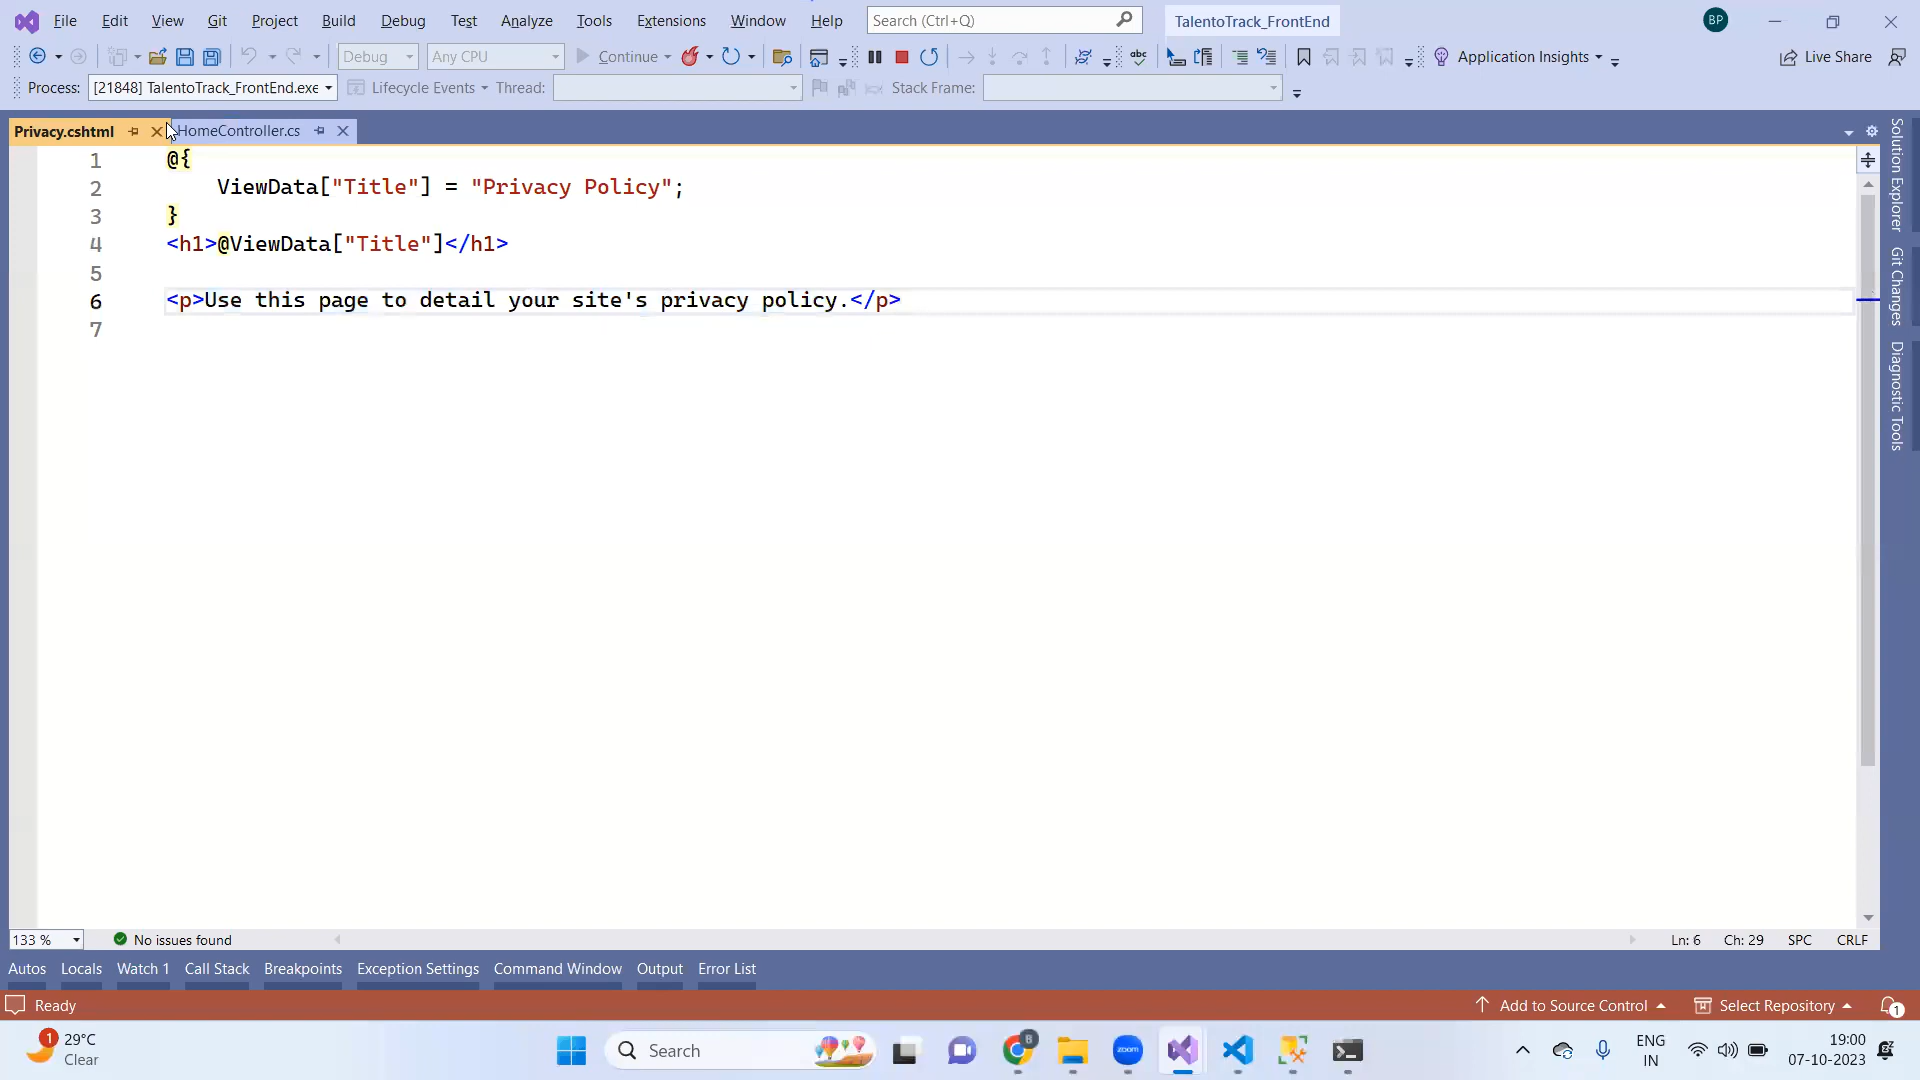 File Edit View Git Project Build Debug Test Analyze Tools Extensions Window Help Search (Ctrl+Q) TalentoTrack_FrontEnd BP
Debug Any CPU Continue Application Insights Live Share
Process: [21848] TalentoTrack_FrontEnd.exe Lifecycle Events Thread: Stack Frame:
Privacy.cshtml HomeController.cs
1 @{
2 ViewData["Title"] = "Privacy Policy";
3 }
4 <h1>@ViewData["Title"]</h1>
5
6 <p>Use this page to detail your site's privacy policy.</p>
7
Solution Explorer
Git Changes
Diagnostic Tools
133 % No issues found Ln: 6 Ch: 29 SPC CRLF
Autos Locals Watch 1 Call Stack Breakpoints Exception Settings Command Window Output Error List
Ready Add to Source Control Select Repository 1
1 29°C
Clear
Search
B
zoom
ENG
IN
19:00
07-10-2023